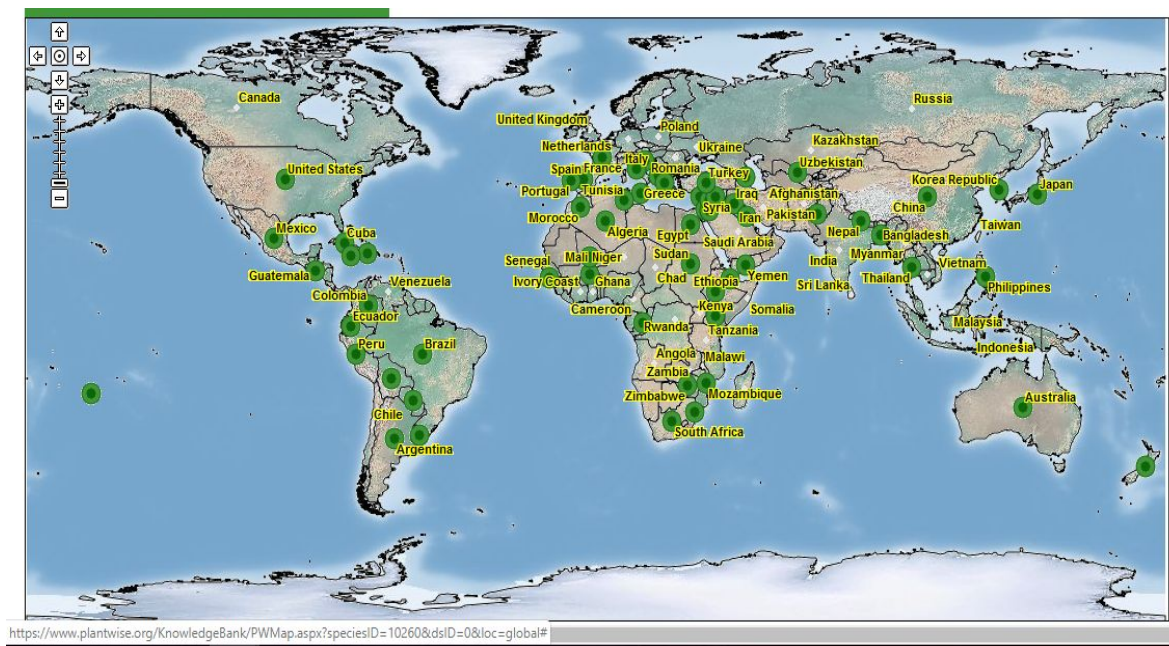 Canada
Russia
United Kingdom
Poland
Kazakhstan
Netherlands
Ukraine
Italy
Uzbekistan
Spain
France
Romania
Turkey
United States
Korea Republic
Japan
Portugal
Tunisia
Greece
Iraq
Afghanistan
China
Morocco
Syria
Iran
Pakistan
Mexico
Cuba
Algeria
Egypt
Saudi Arabia
Nepal
Bangladesh
Taiwan
Senegal
Mali
Niger
Sudan
India
Myanmar
Vietnam
Guatemala
Venezuela
Ivory Coast
Ghana
Chad
Ethiopia
Yemen
Sri Lanka
Thailand
Philippines
Colombia
Cameroon
Kenya
Somalia
Ecuador
Rwanda
Tanzania
Malaysia
Peru
Brazil
Angola
Malawi
Indonesia
Zambia
Zimbabwe
Mozambique
Australia
Chile
South Africa
Argentina
https://www.plantwise.org/KnowledgeBank/PWMap.aspx?speciesID=10260&dsID=0&loc=global#